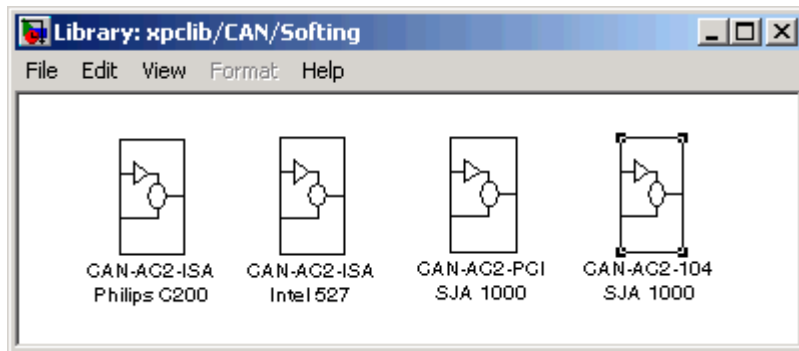 Library: xpclib/CAN/Softing
File Edit View Format Help
CAN-AC2-ISA CAN-AC2-ISA CAN-AC2-PCI CAN-AC2-104
Philips C200 Intel 527 SJA 1000 SJA 1000